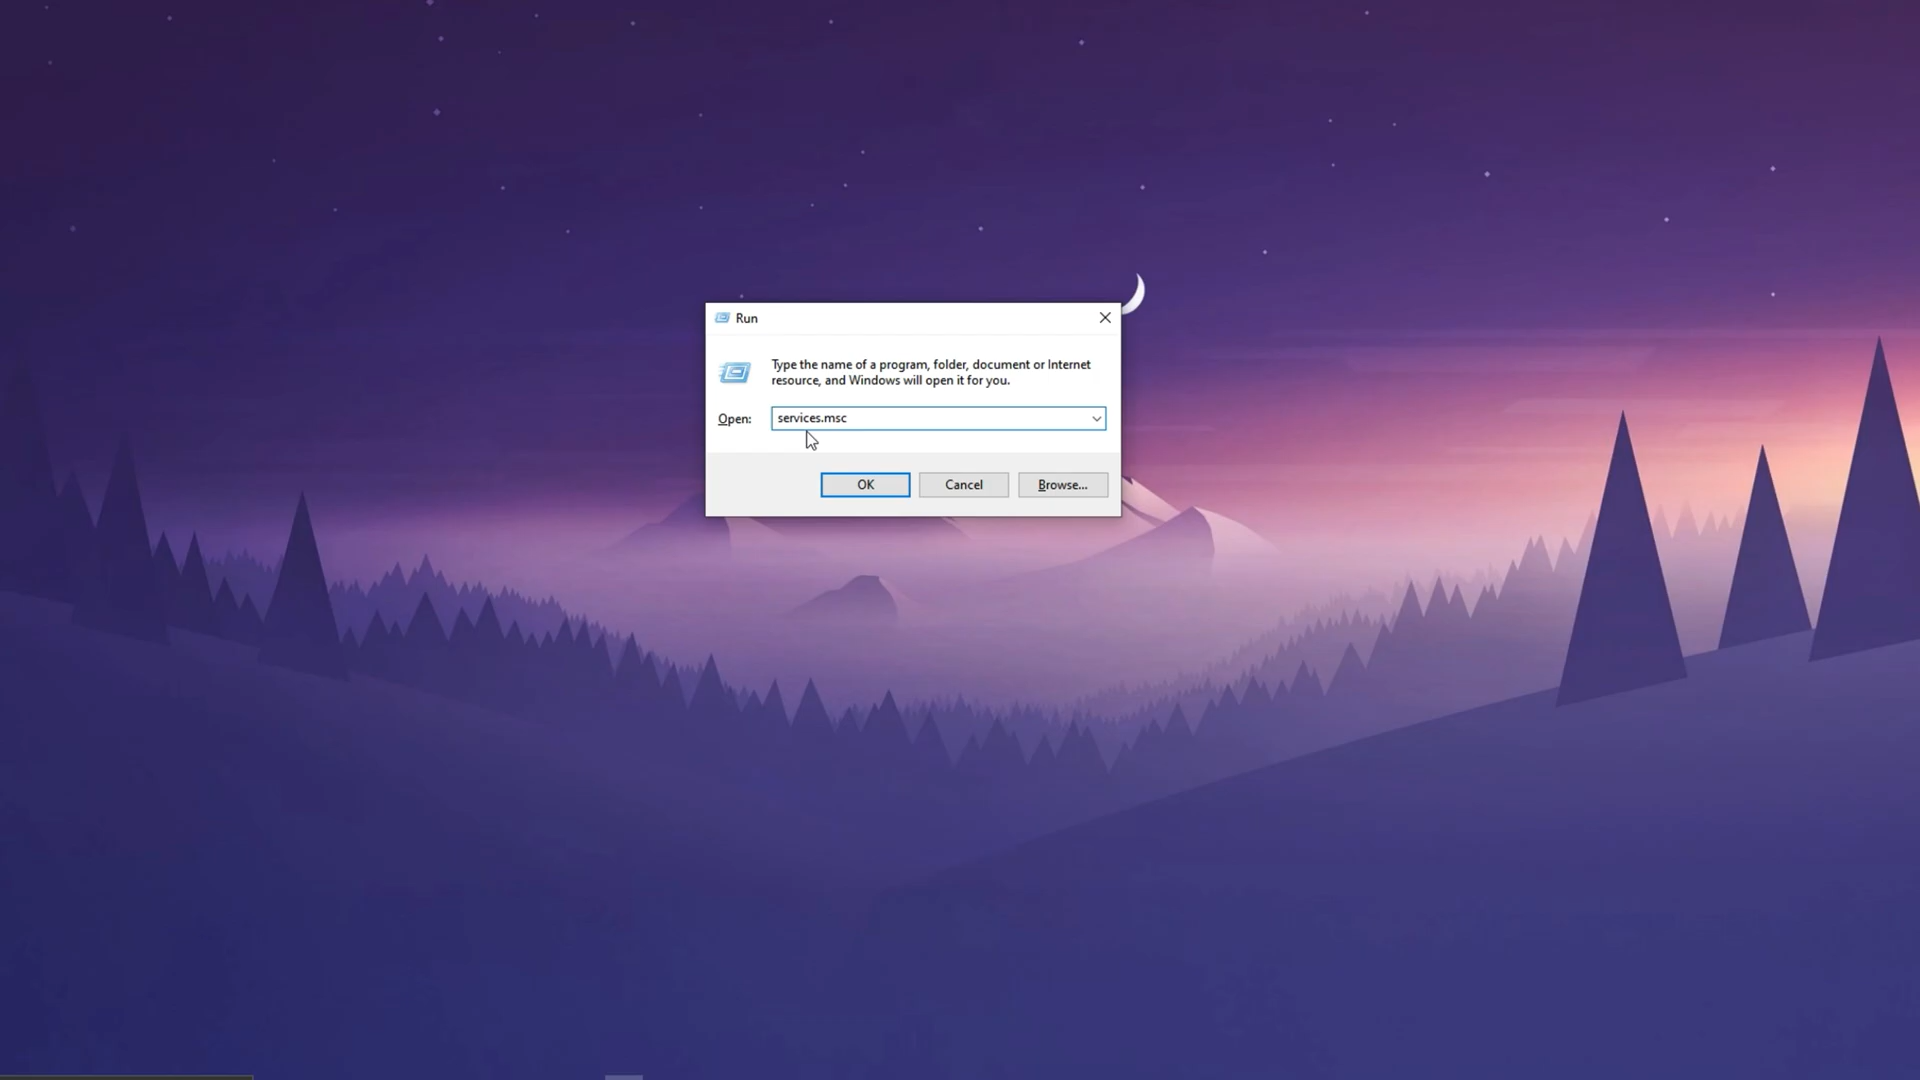 Run
Type the name of a program, folder, document or Internet
resource, and Windows will open it for you.
Open: services.msc
OK Cancel Browse...